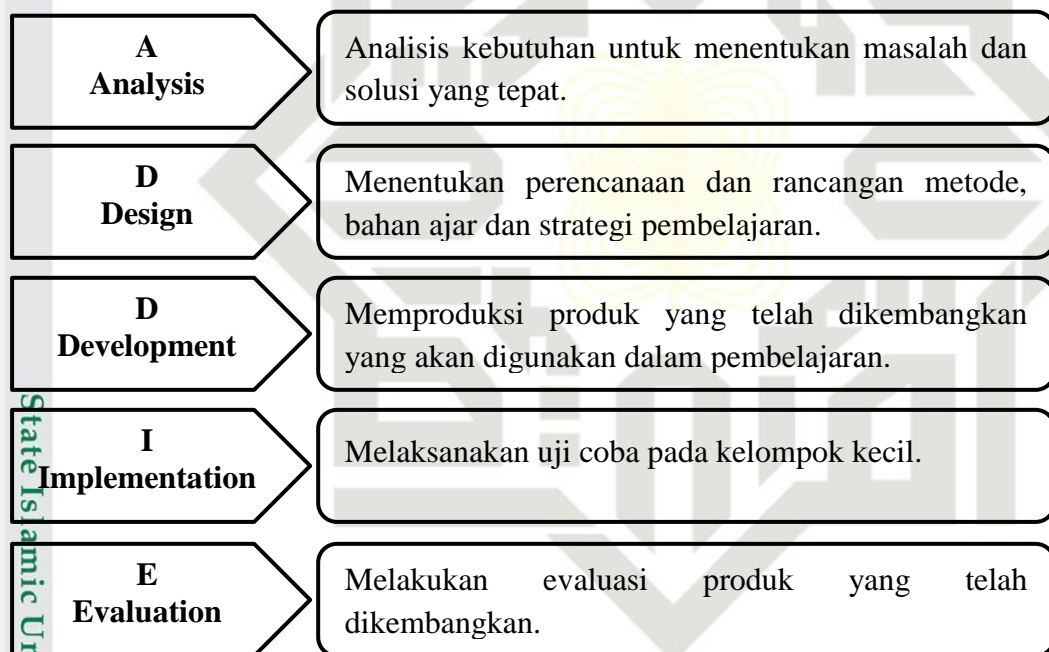 A
Analysis
Analisis kebutuhan untuk menentukan masalah dan
solusi yang tepat.
D
Design
Menentukan perencanaan dan rancangan metode,
bahan ajar dan strategi pembelajaran.
D
Development
Memproduksi produk yang telah dikembangkan
yang akan digunakan dalam pembelajaran.
I
Implementation
Melaksanakan uji coba pada kelompok kecil.
E
Evaluation
Melakukan evaluasi produk yang telah
dikembangkan.
State Islamic Un